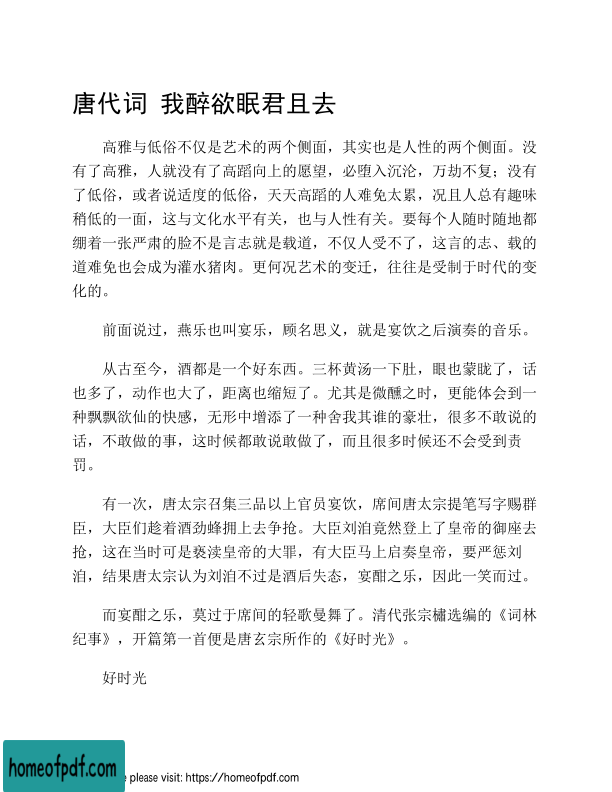 唐代词 我醉欲眠君且去
高雅与低俗不仅是艺术的两个侧面，其实也是人性的两个侧面。没
有了高雅，人就没有了高蹈向上的愿望，必堕入沉沦，万劫不复；没有
了低俗，或者说适度的低俗，天天高蹈的人难免太累，况且人总有趣味
稍低的一面，这与文化水平有关，也与人性有关。要每个人随时随地都
绷着一张严肃的脸不是言志就是载道，不仅人受不了，这言的志、载的
道难免也会成为灌水猪肉。更何况艺术的变迁，往往是受制于时代的变
化的。
前面说过，燕乐也叫宴乐，顾名思义，就是宴饮之后演奏的音乐。
从古至今，酒都是一个好东西。三杯黄汤一下肚，眼也蒙眬了，话
也多了，动作也大了，距离也缩短了。尤其是微醺之时，更能体会到一
种飘飘欲仙的快感，无形中增添了一种舍我其谁的豪壮，很多不敢说的
话，不敢做的事，这时候都敢说敢做了，而且很多时候还不会受到责
罚。
有一次，唐太宗召集三品以上官员宴饮，席间唐太宗提笔写字赐群
臣，大臣们趁着酒劲蜂拥上去争抢。大臣刘洎竟然登上了皇帝的御座去
抢，这在当时可是亵渎皇帝的大罪，有大臣马上启奏皇帝，要严惩刘
洎，结果唐太宗认为刘洎不过是酒后失态，宴酣之乐，因此一笑而过。
而宴酣之乐，莫过于席间的轻歌曼舞了。清代张宗橚选编的《词林
纪事》，开篇第一首便是唐玄宗所作的《好时光》。
好时光
homeofpdf.com
please visit: https://homeofpdf.com